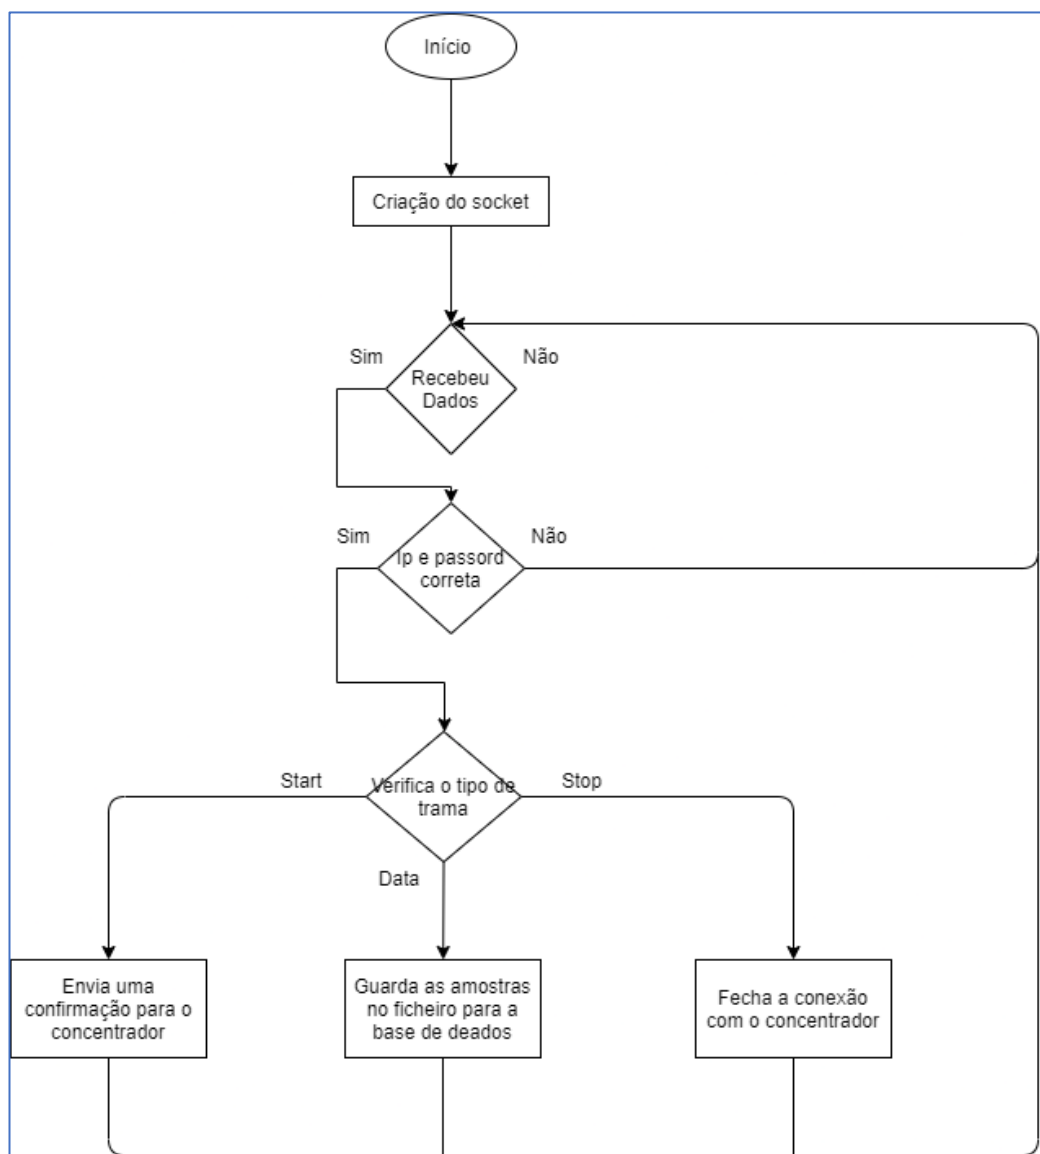 Início
Criação do socket
Sim
Não
Recebeu
Dados
Sim
Não
Ip e passord
correta
Start
Verifica o tipo de
trama
Stop
Data
Envia uma
confirmação para o
concentrador
Guarda as amostras
no ficheiro para a
base de deados
Fecha a conexão
com o concentrador